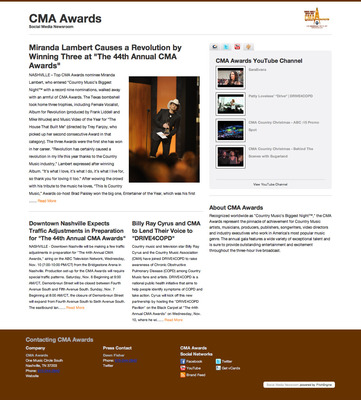 CMA Awards
Social Media Newsroom
Miranda Lambert Causes a Revolution by
Winning Three at "The 44th Annual CMA
Awards"
NASHVILLE – Top CMA Awards nominee Miranda
Lambert, who entered "Country Music's Biggest
Night™" with a record nine nominations, walked away
with an armful of CMA Awards. The Texas bombshell
took home three trophies, including Female Vocalist,
Album for Revolution (produced by Frank Liddell and
Mike Wrucke) and Music Video of the Year for "The
House That Built Me" (directed by Trey Fanjoy, who
picked up her second consecutive Award in that
category). The three Awards were the first she has won
in her career. "Revolution has certainly caused a
revolution in my life this year thanks to the Country
Music industry," Lambert expressed after winning
Album. "It's what I love, it's what I do, it's what I live for,
so thank you for loving it too." After wowing the crowd
with his tribute to the music he loves, "This Is Country
Music," Awards co-host Brad Paisley won the big one, Entertainer of the Year, which was his first
....... Read More
Downtown Nashville Expects
Traffic Adjustments in Preparation
for "The 44th Annual CMA Awards"
NASHVILLE – Downtown Nashville will be making a few traffic
adjustments in preparation for "The 44th Annual CMA
Awards," airing on the ABC Television Network, Wednesday,
Nov. 10 (7:00-10:00 PM/CT) from the Bridgestone Arena in
Nashville. Production set-up for the CMA Awards will require
special traffic patterns. Saturday, Nov. 6 Beginning at 6:00
AM/CT, Demonbreun Street will be closed between Fourth
Avenue South and Fifth Avenue South. Sunday, Nov. 7
Beginning at 6:00 AM/CT, the closure of Demonbreun Street
will expand from Fourth Avenue South to Sixth Avenue South.
The eastbound lan....... Read More
Billy Ray Cyrus and CMA
to Lend Their Voice to
"DRIVE4COPD"
Country music and television star Billy Ray
Cyrus and the Country Music Association
(CMA) have joined DRIVE4COPD to raise
awareness of Chronic Obstructive
Pulmonary Disease (COPD) among Country
Music fans and artists. DRIVE4COPD is a
national public health initiative that aims to
help people identify symptoms of COPD and
take action. Cyrus will kick off this new
partnership by hosting the "DRIVE4COPD
Pavilion" on the Black Carpet at "The 44th
Annual CMA Awards" on Wednesday, Nov.
10, where he w....... Read More
CMA Awards YouTube Channel
Patty Loveless' "Shine" | DRIVE4COPD
CMA Country Christmas - ABC :15 Promo
Spot
CMA Country Christmas - Behind The
Scenes with Sugarland
View YouTube Channel
About CMA Awards
Recognized worldwide as "Country Music's Biggest Night™," the CMA
Awards represent the pinnacle of achievement for Country Music
artists, musicians, producers, publishers, songwriters, video directors
and industry executives who work in America's most popular music
genre. The annual gala features a wide variety of exceptional talent and
is sure to provide outstanding entertainment and excitement
throughout the three-hour live broadcast.
Contacting CMA Awards
Company
CMA Awards
One Music Circle South
Nashville, TN 37203
Phone:
Website
Press Contact
Phone:
Twitter
CMA Awards
Social Networks
Facebook
Twitter
YouTube
Get +Cards
Brand Feed